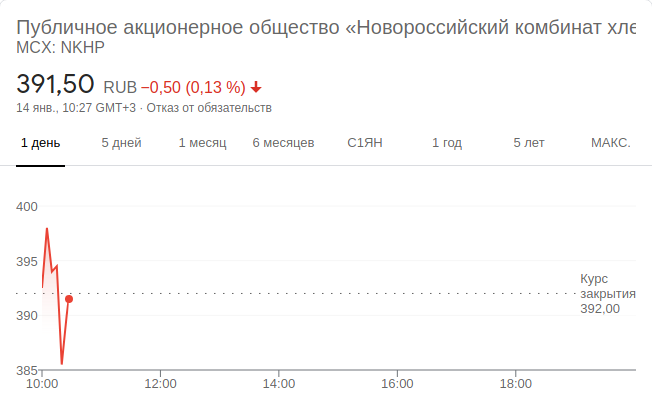 Публичное акционерное общество «Новороссийский комбинат хле
MCX: NKHP
391,50 RUB −0,50 (0,13 %)
14 янв., 10:27 GMT+3 · Отказ от обязательств
1 день 5 дней 1 месяц 6 месяцев С1ЯН 1 год 5 лет МАКС.
400
395
Курс
закрытия
392,00
390
385
10:00 12:00 14:00 16:00 18:00